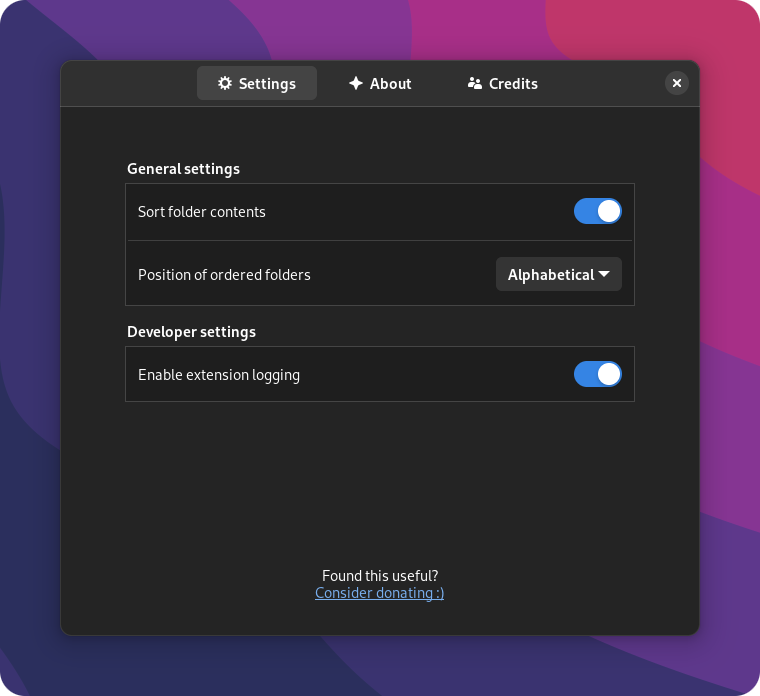 Settings About Credits
General settings
Sort folder contents
Position of ordered folders Alphabetical
Developer settings
Enable extension logging
Found this useful?
Consider donating :)